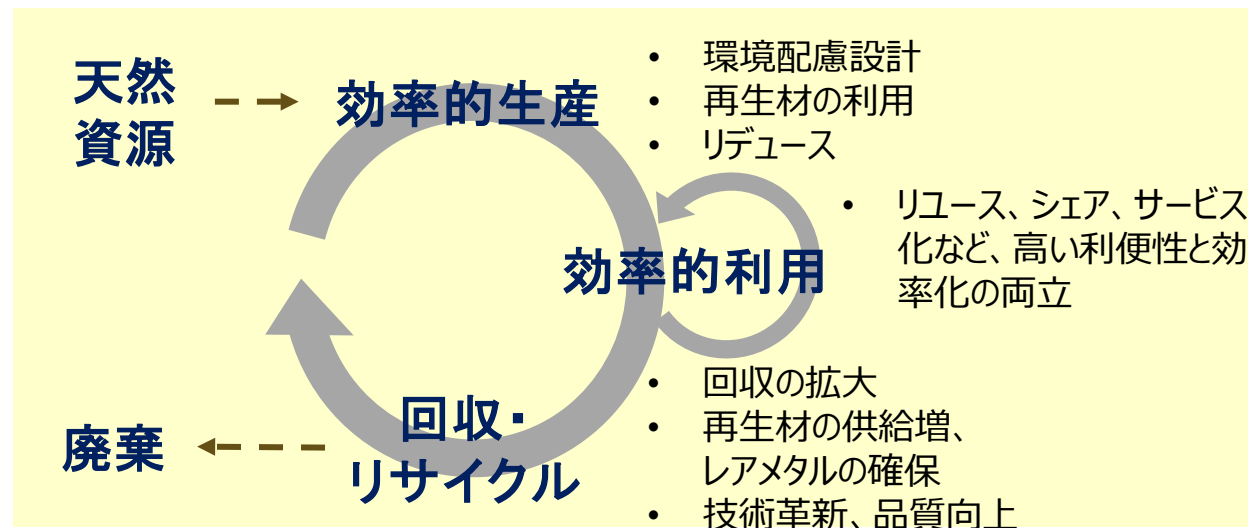 天然
資源
効率的生産
• 環境配慮設計
• 再生材の利用
• リデュース
効率的利用
• リユース、シェア、サービス
化など、高い利便性と効
率化の両立
回収・
リサイクル
• 回収の拡大
• 再生材の供給増、
レアメタルの確保
• 技術革新、品質向上
廃棄